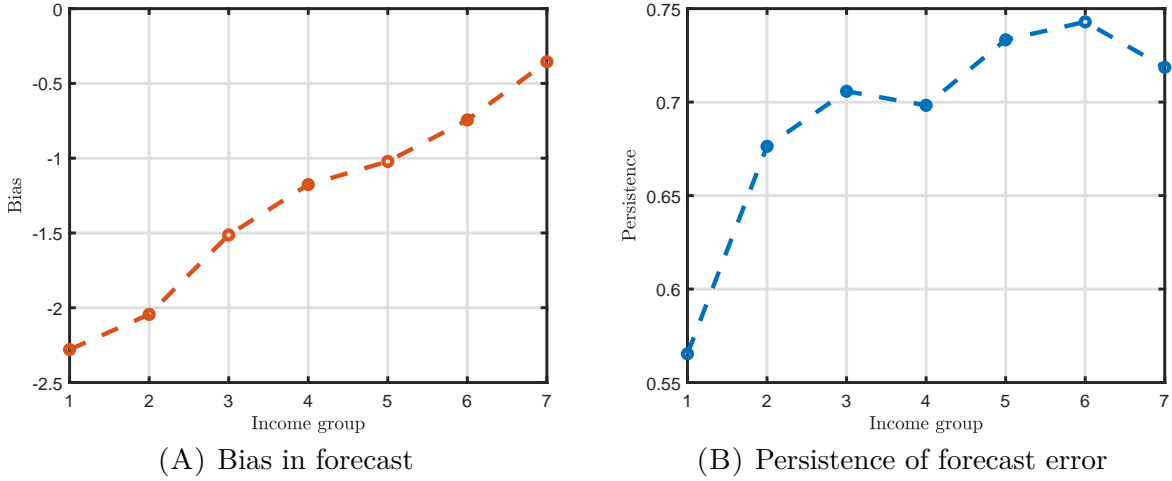 0
-0.5
-1
-1.5
-2
-2.5
Bias
1 2 3 4 5 6 7
Income group
(A) Bias in forecast
0.75
0.7
0.65
0.6
0.55
Persistence
1 2 3 4 5 6 7
Income group
(B) Persistence of forecast error